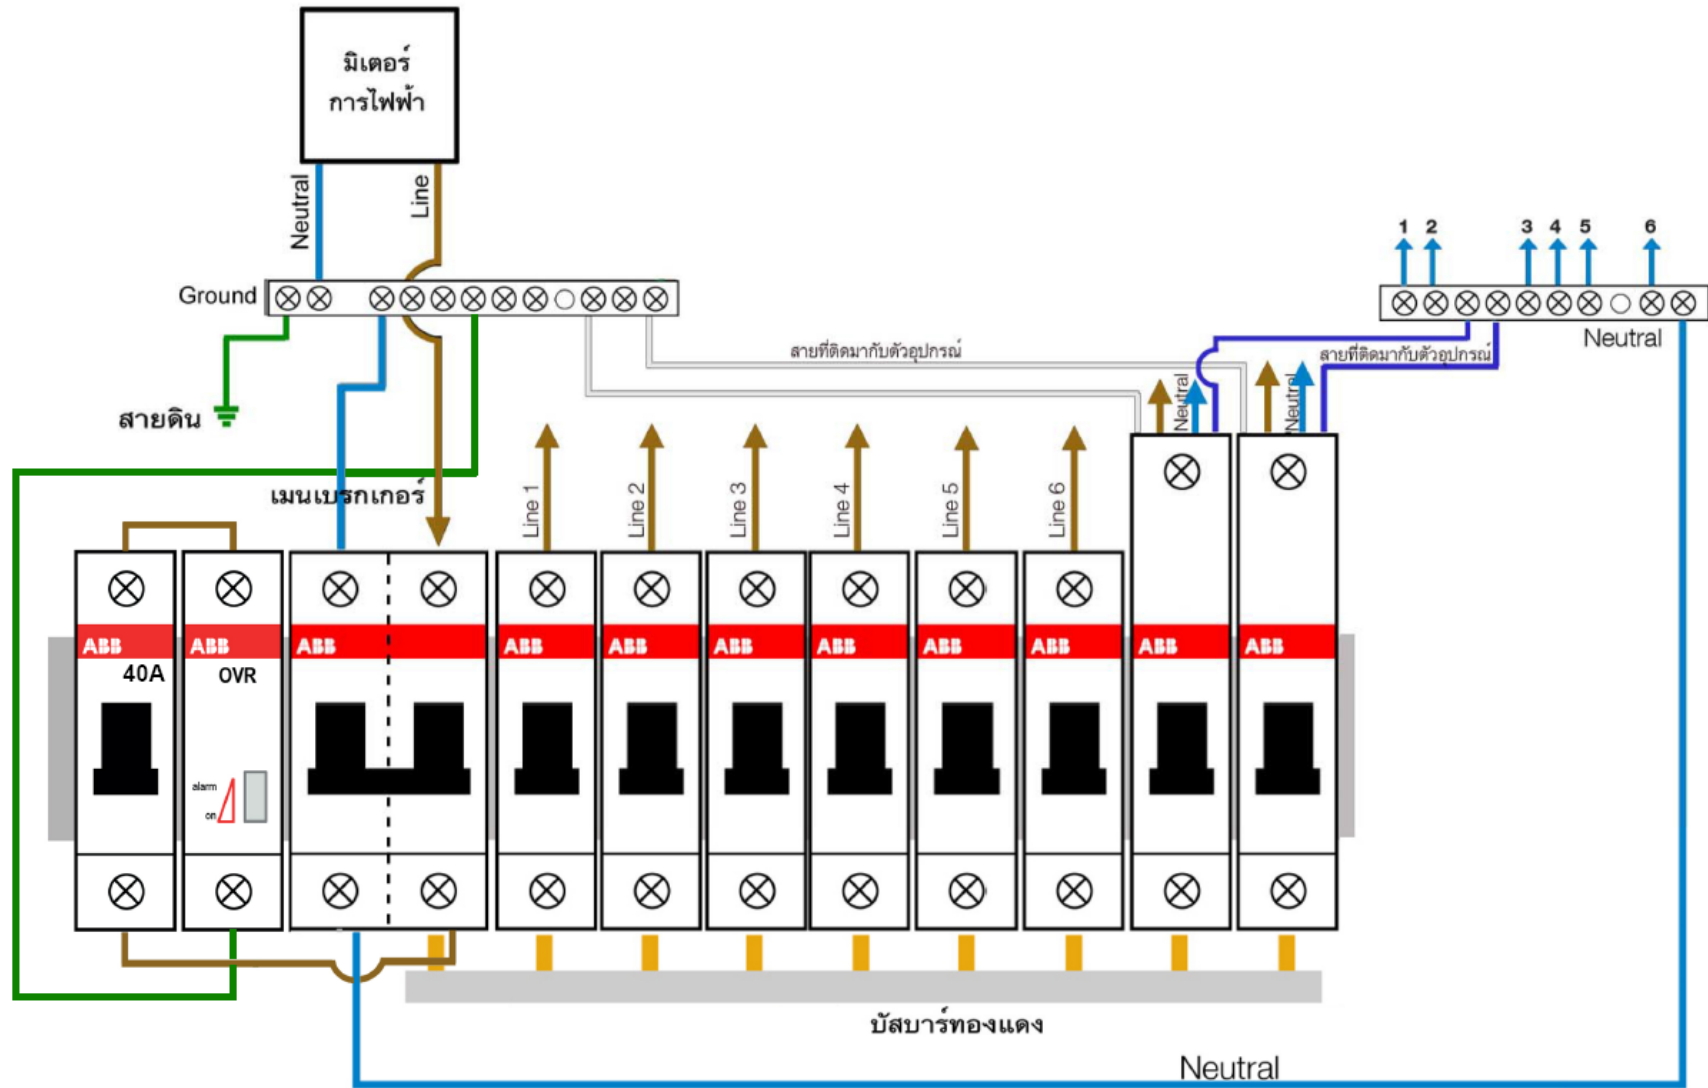 มิเตอร์
การไฟฟ้า
Neutral
Line
Ground
สายดิน
1 2 3 4 5 6
Neutral
สายที่ติดมากับตัวอุปกรณ์
สายที่ติดมากับตัวอุปกรณ์
Neutral
Neutral
เมนเบรกเกอร์
Line 1
Line 2
Line 3
Line 4
Line 5
Line 6
ABB ABB ABB ABB ABB ABB ABB ABB ABB ABB ABB
40A
OVR
alarm
on
บัสบาร์ทองแดง
Neutral